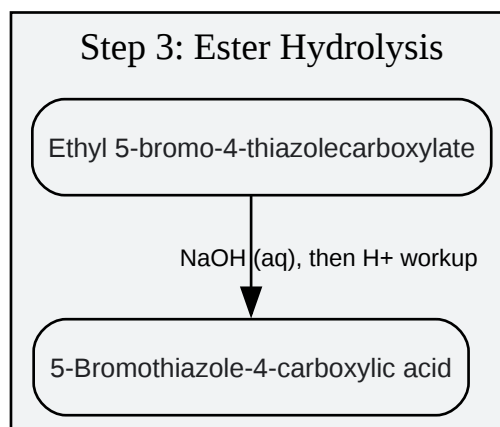 Step 3: Ester Hydrolysis
Ethyl 5-bromo-4-thiazolecarboxylate
NaOH (aq), then H+ workup
5-Bromothiazole-4-carboxylic acid